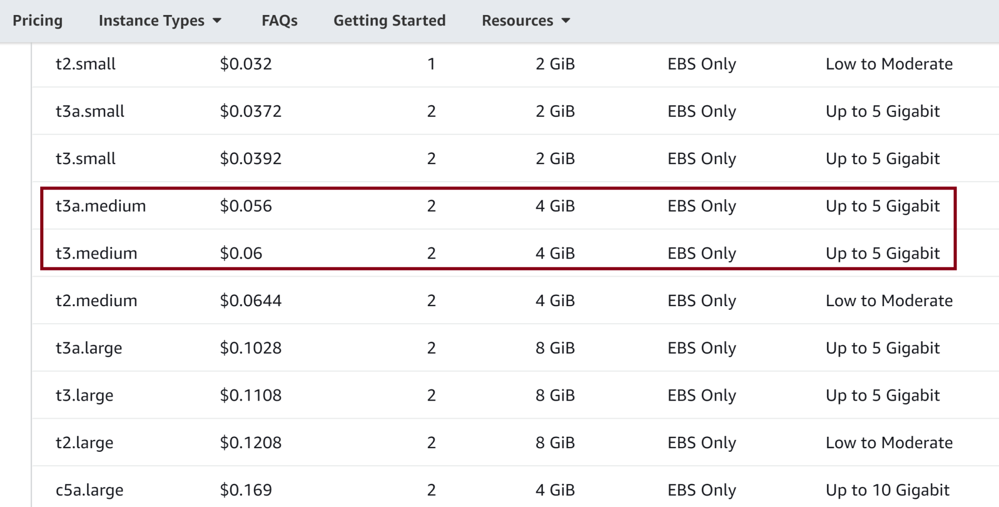 Pricing Instance Types FAQs Getting Started Resources
t2.small $0.032 1 2 GiB EBS Only Low to Moderate
t3a.small $0.0372 2 2 GiB EBS Only Up to 5 Gigabit
t3.small $0.0392 2 2 GiB EBS Only Up to 5 Gigabit
t3a.medium $0.056 2 4 GiB EBS Only Up to 5 Gigabit
t3.medium $0.06 2 4 GiB EBS Only Up to 5 Gigabit
t2.medium $0.0644 2 4 GiB EBS Only Low to Moderate
t3a.large $0.1028 2 8 GiB EBS Only Up to 5 Gigabit
t3.large $0.1108 2 8 GiB EBS Only Up to 5 Gigabit
t2.large $0.1208 2 8 GiB EBS Only Low to Moderate
c5a.large $0.169 2 4 GiB EBS Only Up to 10 Gigabit